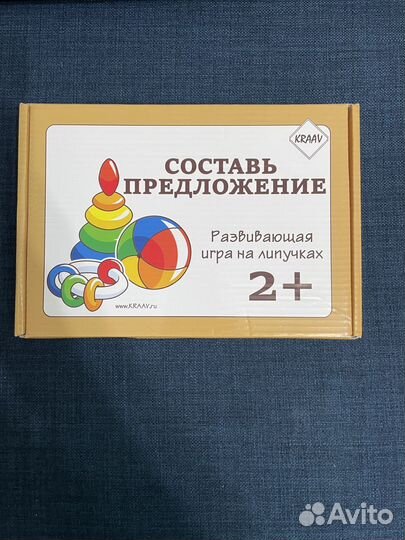 KRAAV
СОСТАВЬ
ПРЕДЛОЖЕНИЕ
Развивающая
игра на липучках
2+
www.KRAAV.ru
Avito